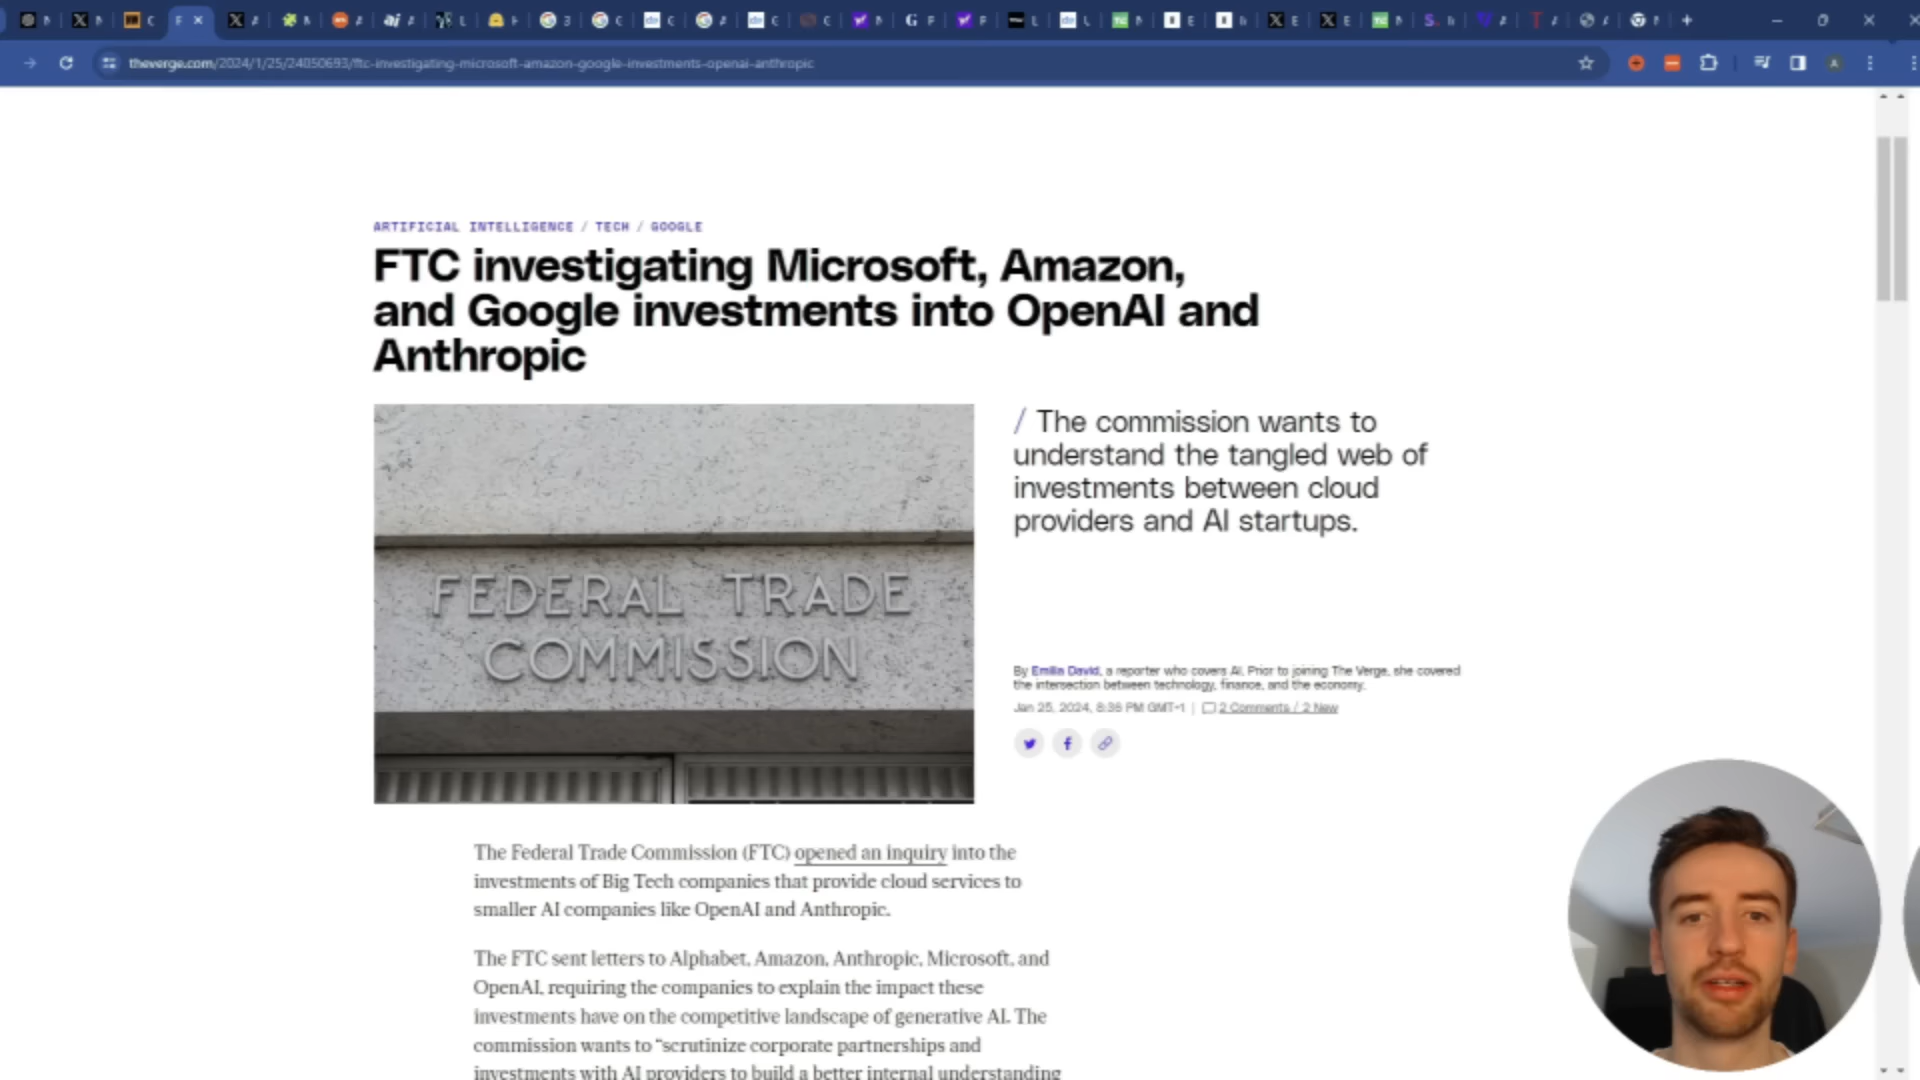 theverge.com/2024/1/25/24050693/ftc-investigating-microsoft-amazon-google-investments-openai-anthropic
ARTIFICIAL INTELLIGENCE / TECH / GOOGLE
FTC investigating Microsoft, Amazon,
and Google investments into OpenAI and
Anthropic
/ The commission wants to
understand the tangled web of
investments between cloud
providers and AI startups.
FEDERAL TRADE
COMMISSION
By Emilia David, a reporter who covers AI. Prior to joining The Verge, she covered
the intersection between technology, finance, and the economy.
Jan 25, 2024, 8:36 PM GMT+1 | 2 Comments / 2 New
The Federal Trade Commission (FTC) opened an inquiry into the
investments of Big Tech companies that provide cloud services to
smaller AI companies like OpenAI and Anthropic.
The FTC sent letters to Alphabet, Amazon, Anthropic, Microsoft, and
OpenAI, requiring the companies to explain the impact these
investments have on the competitive landscape of generative AI. The
commission wants to “scrutinize corporate partnerships and
investments with AI providers to build a better internal understanding